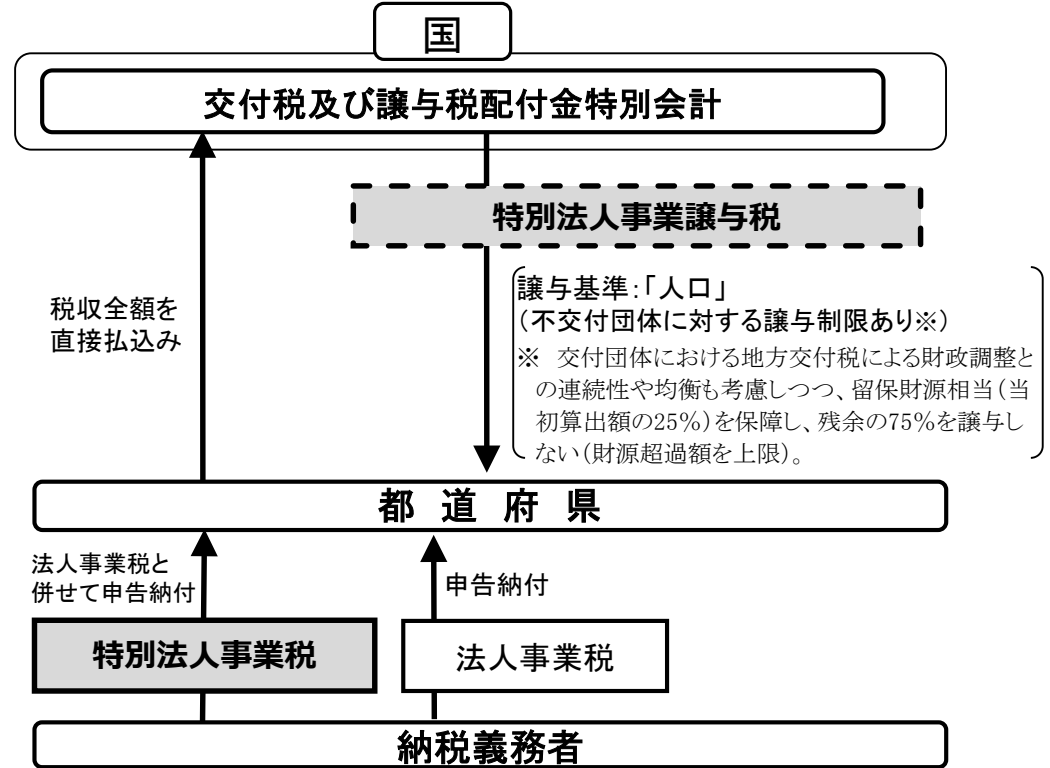 国
交付税及び譲与税配付金特別会計
特別法人事業譲与税
譲与基準:「人口」
(不交付団体に対する譲与制限あり※)
※ 交付団体における地方交付税による財政調整と
の連続性や均衡も考慮しつつ、留保財源相当(当
初算出額の25%)を保障し、残余の75%を譲与し
ない(財源超過額を上限)。
税収全額を
直接払込み
都 道 府 県
法人事業税と
併せて申告納付
申告納付
特別法人事業税
法人事業税
納税義務者